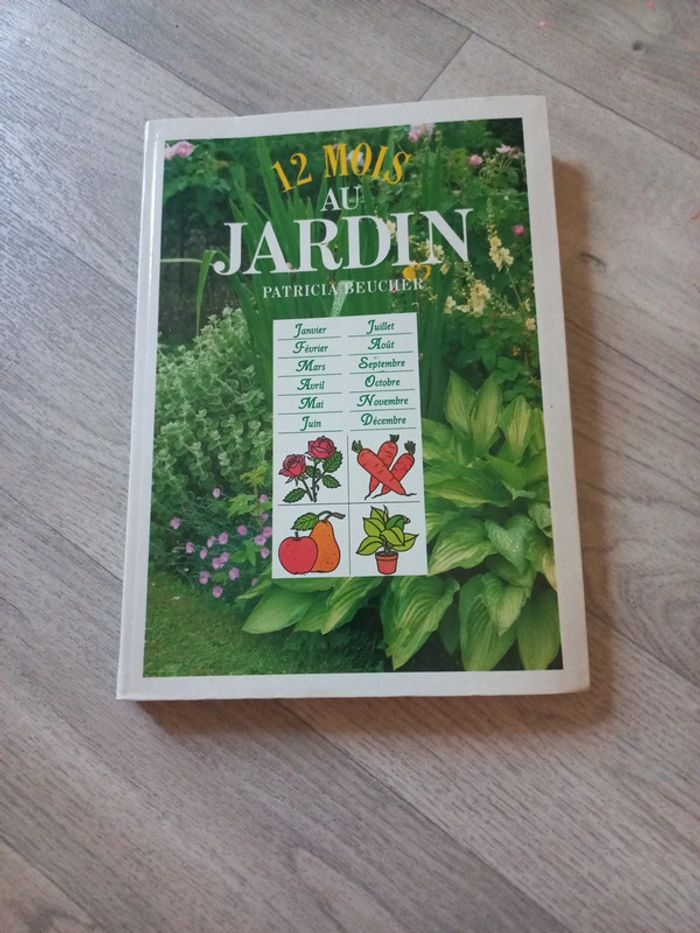 12 MOIS
AU
JARDIN
PATRICIA BEUCHER
Janvier
Février
Mars
Avril
Mai
Juin
Juillet
Août
Septembre
Octobre
Novembre
Décembre